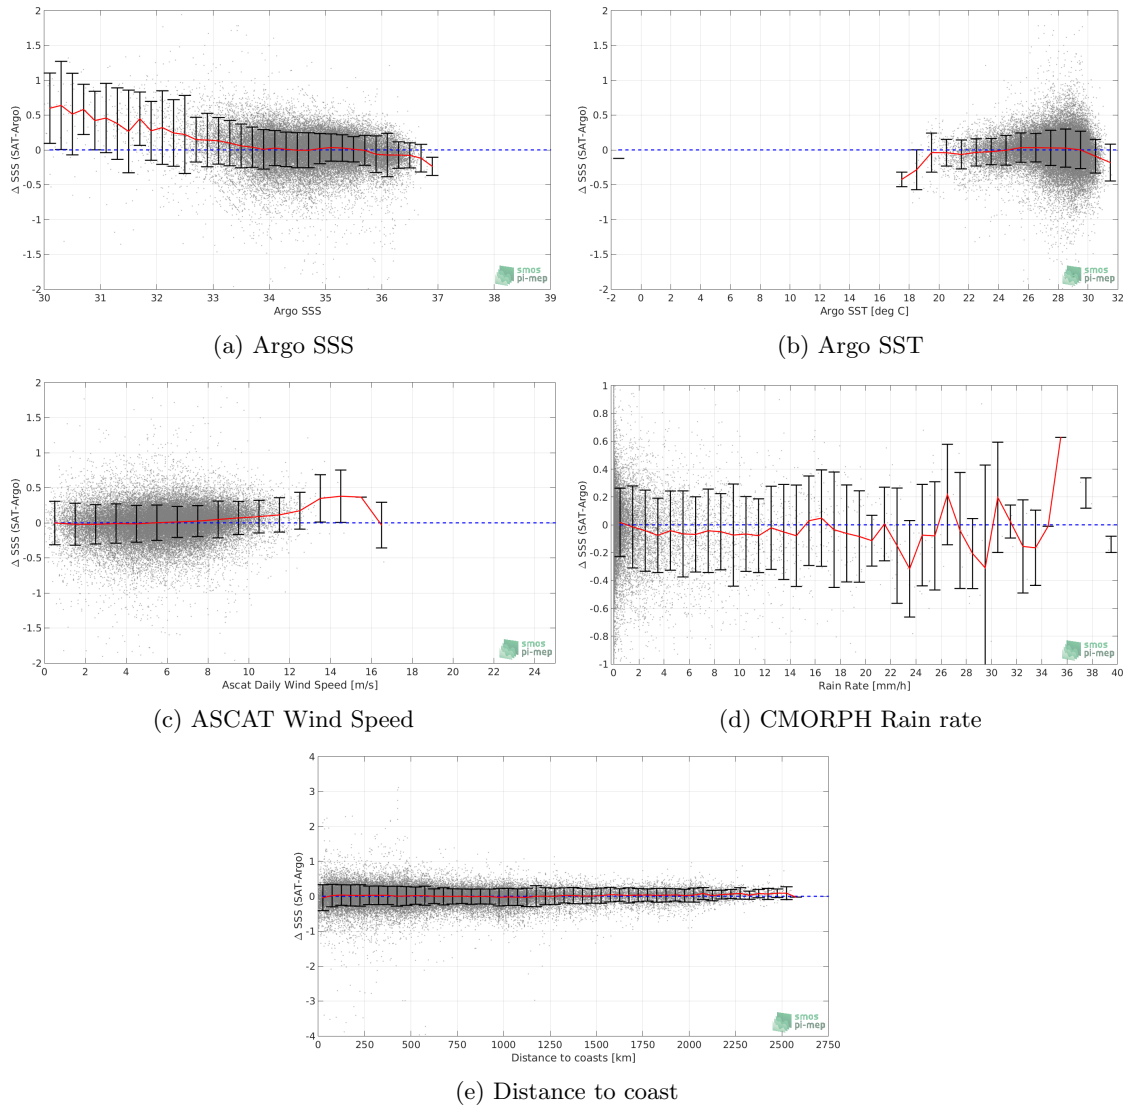 2
1.5
1
0.5
0
-0.5
-1
-1.5
-2
Δ SSS (SAT-Argo)
30 31 32 33 34 35 36 37 38 39
Argo SSS
smos
pi-mep
(a) Argo SSS
2
1.5
1
0.5
0
-0.5
-1
-1.5
-2
Δ SSS (SAT-Argo)
-2 0 2 4 6 8 10 12 14 16 18 20 22 24 26 28 30 32
Argo SST [deg C]
smos
pi-mep
(b) Argo SST
2
1.5
1
0.5
0
-0.5
-1
-1.5
-2
Δ SSS (SAT-Argo)
0 2 4 6 8 10 12 14 16 18 20 22 24
Ascat Daily Wind Speed [m/s]
smos
pi-mep
(c) ASCAT Wind Speed
1
0.8
0.6
0.4
0.2
0
-0.2
-0.4
-0.6
-0.8
-1
Δ SSS (SAT-Argo)
0 2 4 6 8 10 12 14 16 18 20 22 24 26 28 30 32 34 36 38 40
Rain Rate [mm/h]
smos
pi-mep
(d) CMORPH Rain rate
4
3
2
1
0
-1
-2
-3
-4
Δ SSS (SAT-Argo)
0 250 500 750 1000 1250 1500 1750 2000 2250 2500 2750
Distance to coasts [km]
smos
pi-mep
(e) Distance to coast